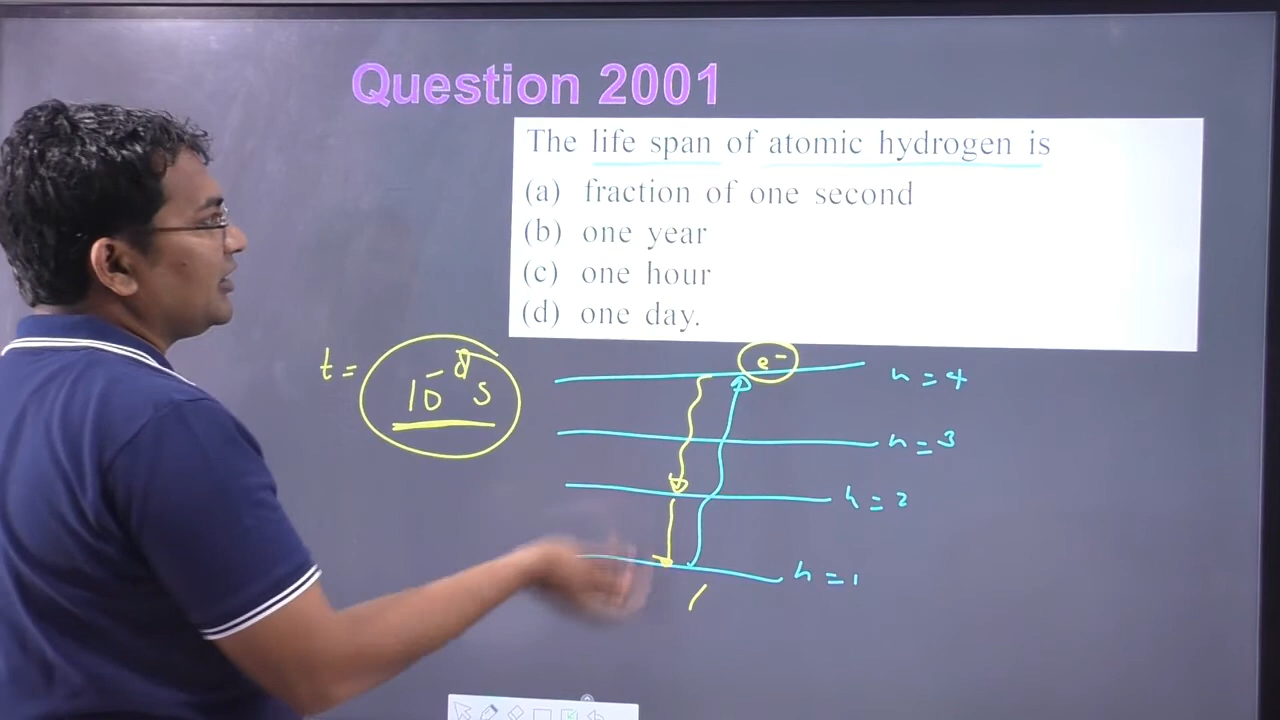 Question 2001
The life span of atomic hydrogen is
(a) fraction of one second
(b) one year
(c) one hour
(d) one day.
t = 10⁻⁸ s
e⁻
n = 4
n = 3
n = 2
n = 1